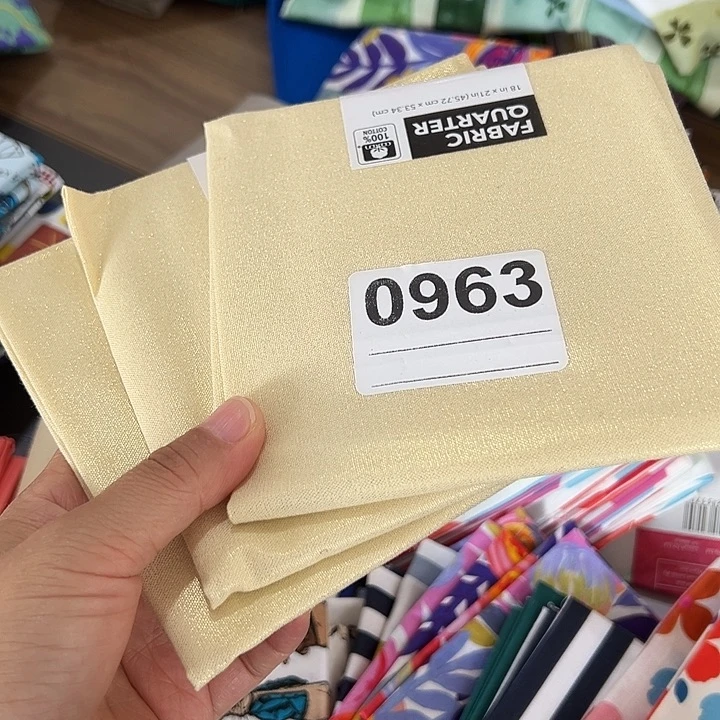 FABRIC
QUARTER
18 in x 21in (45.72 cm x 53.34 cm)
100%
COTTON
0963